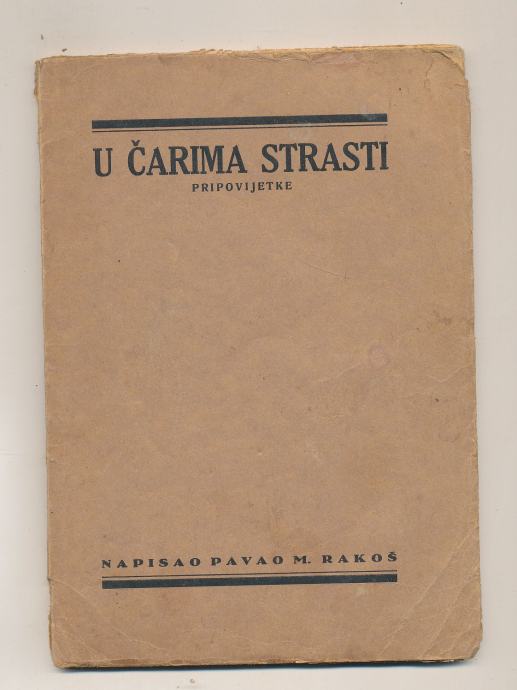 U ČARIMA STRASTI
PRIPOVIJETKE
NAPISAO PAVAO M. RAKOŠ